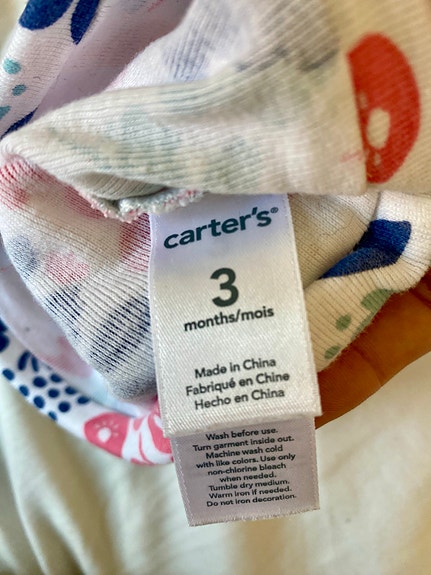 carter's®
3
months/mois
Made in China
Fabriqué en Chine
Hecho en China
Wash before use.
Turn garment inside out.
Machine wash cold
with like colors. Use only
non-chlorine bleach
when needed.
Tumble dry medium.
Warm iron if needed.
Do not iron decoration.